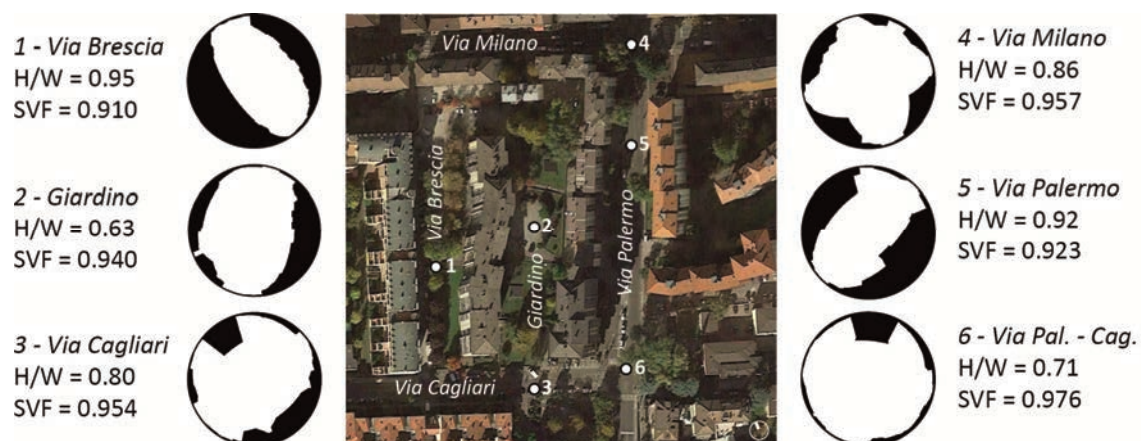 1 - Via Brescia
H/W = 0.95
SVF = 0.910
2 - Giardino
H/W = 0.63
SVF = 0.940
3 - Via Cagliari
H/W = 0.80
SVF = 0.954
Via Milano
4
5
Via Brescia
2
Via Palermo
1
Giardino
6
Via Cagliari
3
4 - Via Milano
H/W = 0.86
SVF = 0.957
5 - Via Palermo
H/W = 0.92
SVF = 0.923
6 - Via Pal. - Cag.
H/W = 0.71
SVF = 0.976